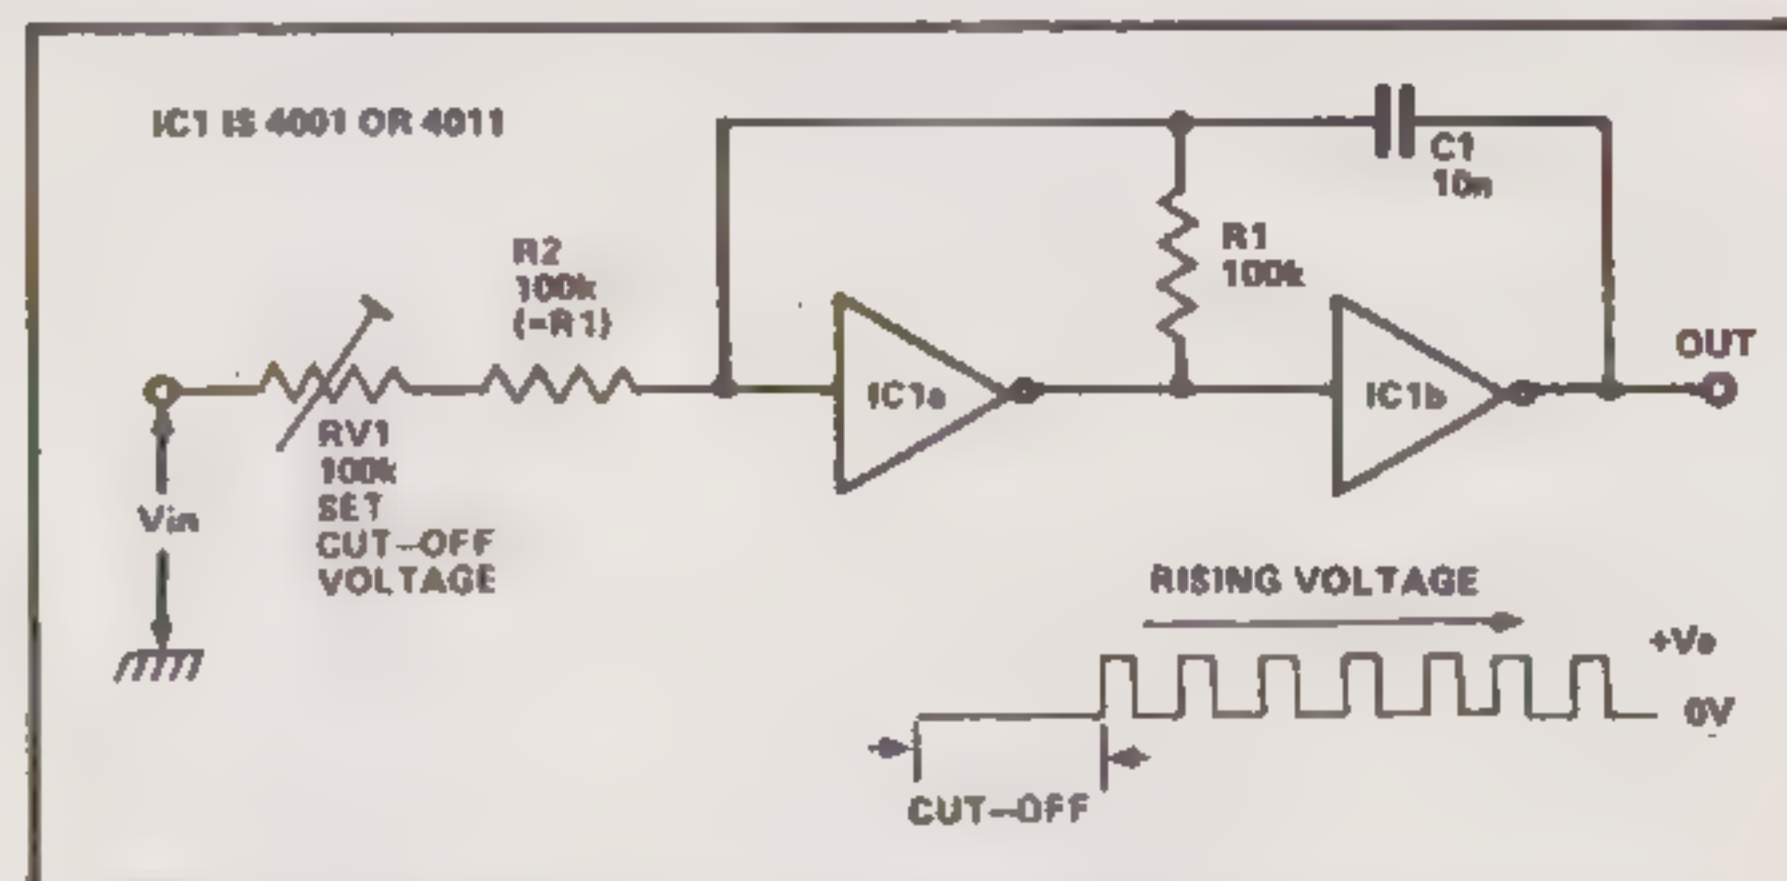 IC1 IS 4001 OR 4011
C1
10n
R2
100k
(=R1)
R1
100k
OUT
IC1a
IC1b
RV1
100k
SET
CUT-OFF
VOLTAGE
Vin
RISING VOLTAGE
+Ve
0V
CUT-OFF